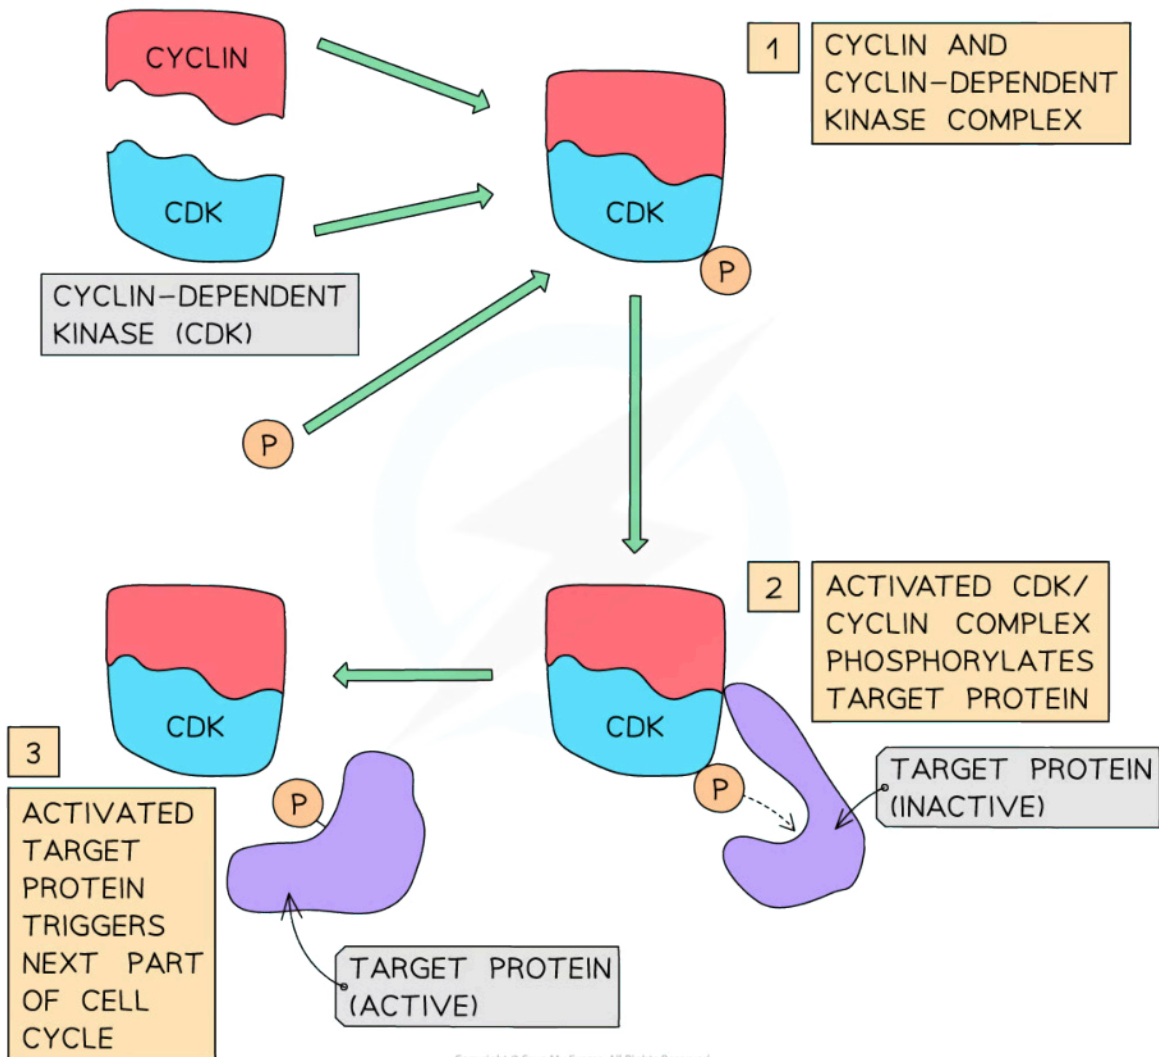 CYCLIN
CDK
CYCLIN-DEPENDENT
KINASE (CDK)
P
CDK
P
1
CYCLIN AND
CYCLIN-DEPENDENT
KINASE COMPLEX
CDK
P
2
ACTIVATED CDK/
CYCLIN COMPLEX
PHOSPHORYLATES
TARGET PROTEIN
TARGET PROTEIN
(INACTIVE)
CDK
P
3
ACTIVATED
TARGET
PROTEIN
TRIGGERS
NEXT PART
OF CELL
CYCLE
TARGET PROTEIN
(ACTIVE)